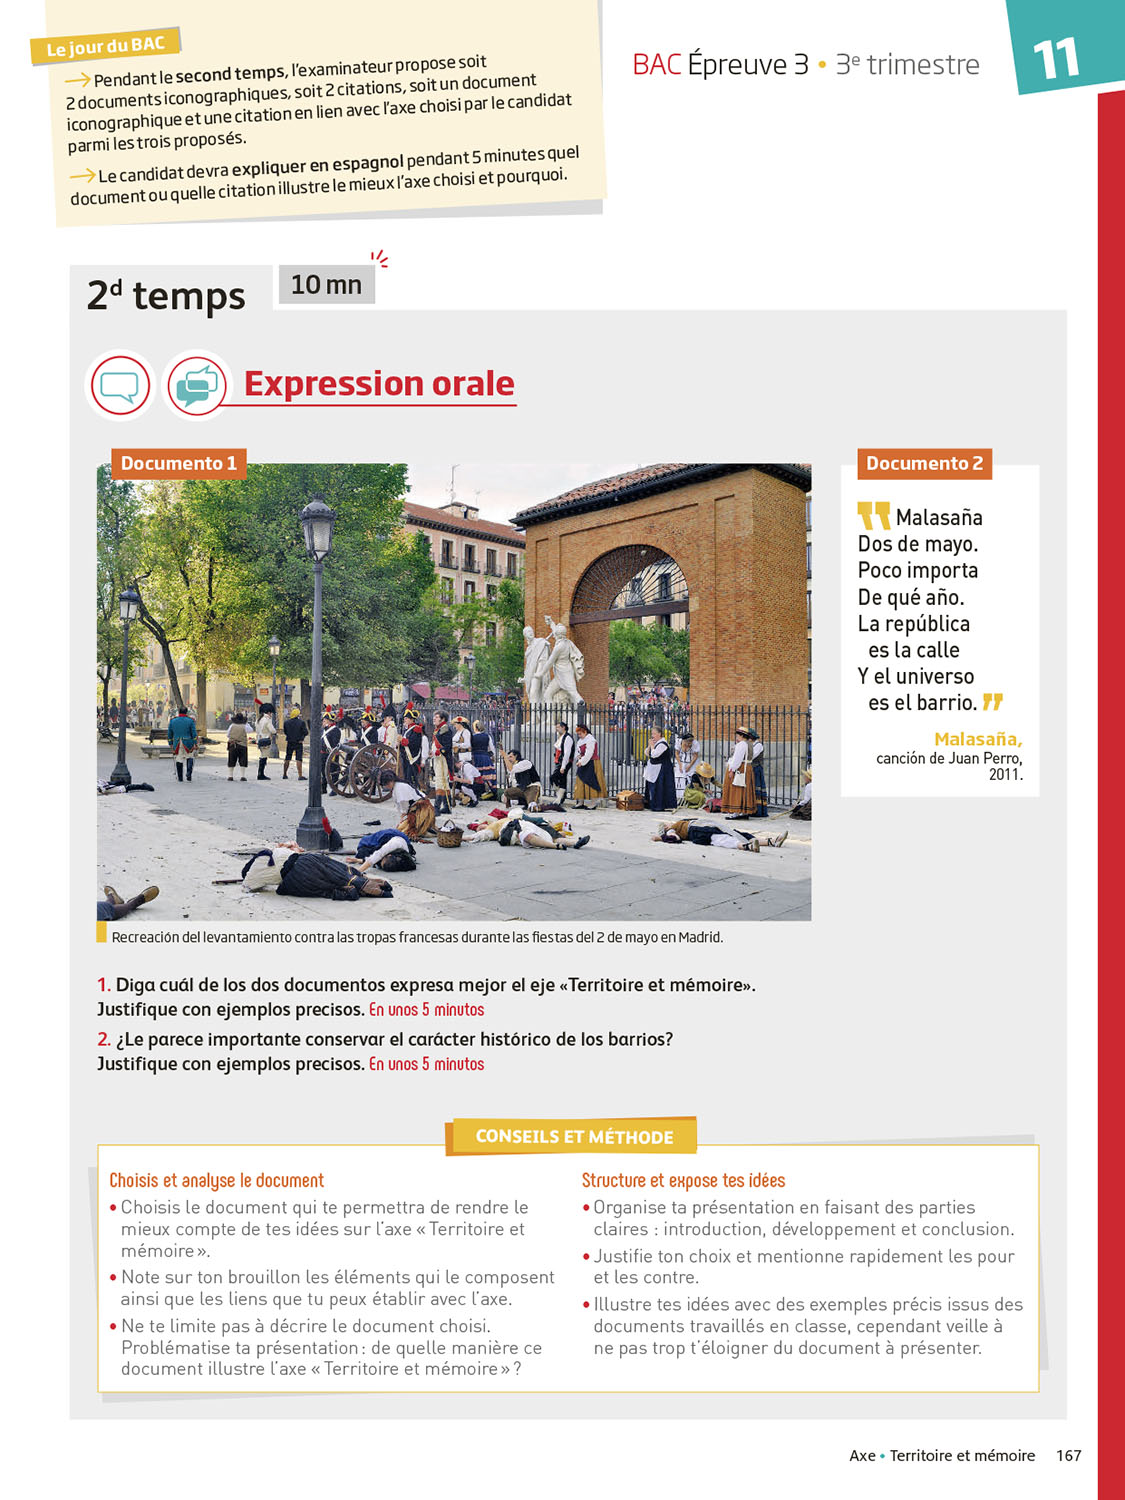 Le jour du BAC
Pendant le second temps, l'examinateur propose soit
2 documents iconographiques, soit 2 citations, soit un document
iconographique et une citation en lien avec l'axe choisi par le candidat
parmi les trois proposés.
Le candidat devra expliquer en espagnol pendant 5 minutes quel
document ou quelle citation illustre le mieux l'axe choisi et pourquoi.
BAC Épreuve 3 • 3e trimestre
11
2d temps
10 mn
Expression orale
Documento 1
Recreación del levantamiento contra las tropas francesas durante las fiestas del 2 de mayo en Madrid.
Documento 2
Malasaña
Dos de mayo.
Poco importa
De qué año.
La república
es la calle
Y el universo
es el barrio.
Malasaña,
canción de Juan Perro,
2011.
1. Diga cuál de los dos documentos expresa mejor el eje «Territoire et mémoire».
Justifique con ejemplos precisos. En unos 5 minutos
2. ¿Le parece importante conservar el carácter histórico de los barrios?
Justifique con ejemplos precisos. En unos 5 minutos
CONSEILS ET MÉTHODE
Choisis et analyse le document
• Choisis le document qui te permettra de rendre le
mieux compte de tes idées sur l'axe « Territoire et
mémoire ».
• Note sur ton brouillon les éléments qui le composent
ainsi que les liens que tu peux établir avec l'axe.
• Ne te limite pas à décrire le document choisi.
Problématise ta présentation : de quelle manière ce
document illustre l'axe « Territoire et mémoire » ?
Structure et expose tes idées
• Organise ta présentation en faisant des parties
claires : introduction, développement et conclusion.
• Justifie ton choix et mentionne rapidement les pour
et les contre.
• Illustre tes idées avec des exemples précis issus des
documents travaillés en classe, cependant veille à
ne pas trop t'éloigner du document à présenter.
Axe • Territoire et mémoire 167